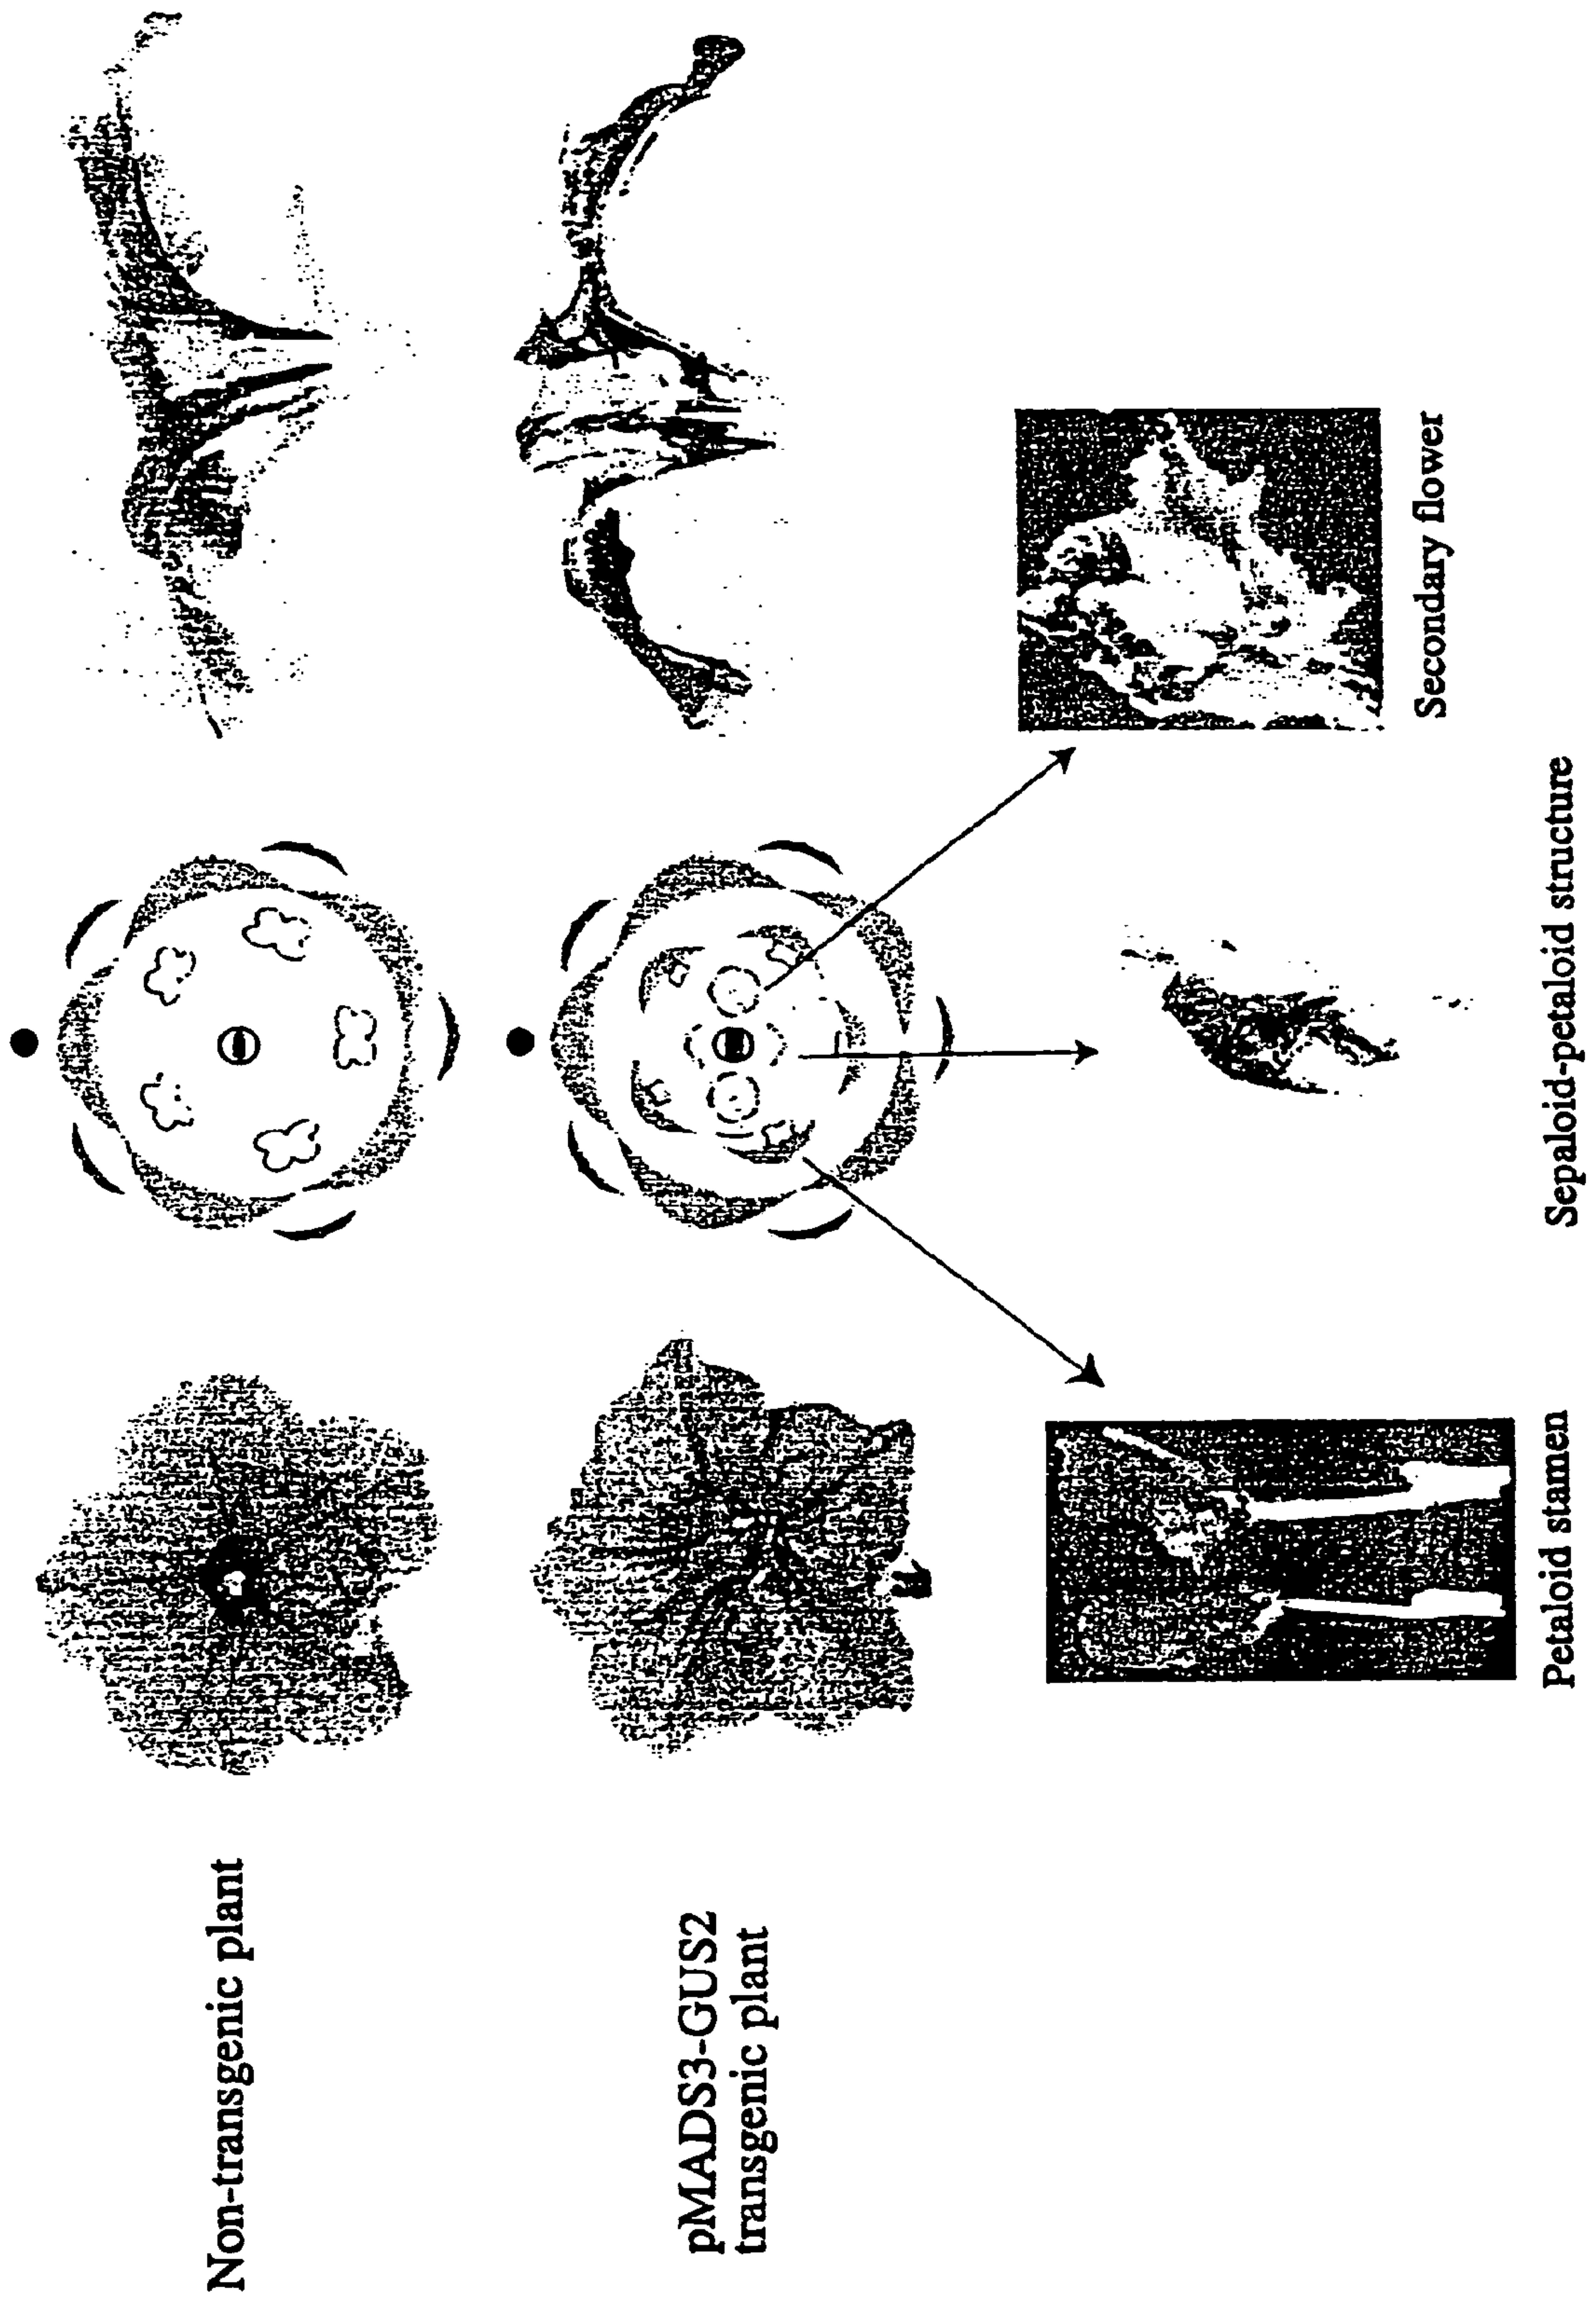 Non-transgenic plant
pMADS3-GUS2
transgenic plant
Petaloid stamen
Sepaloid-petaloid structure
Secondary flower